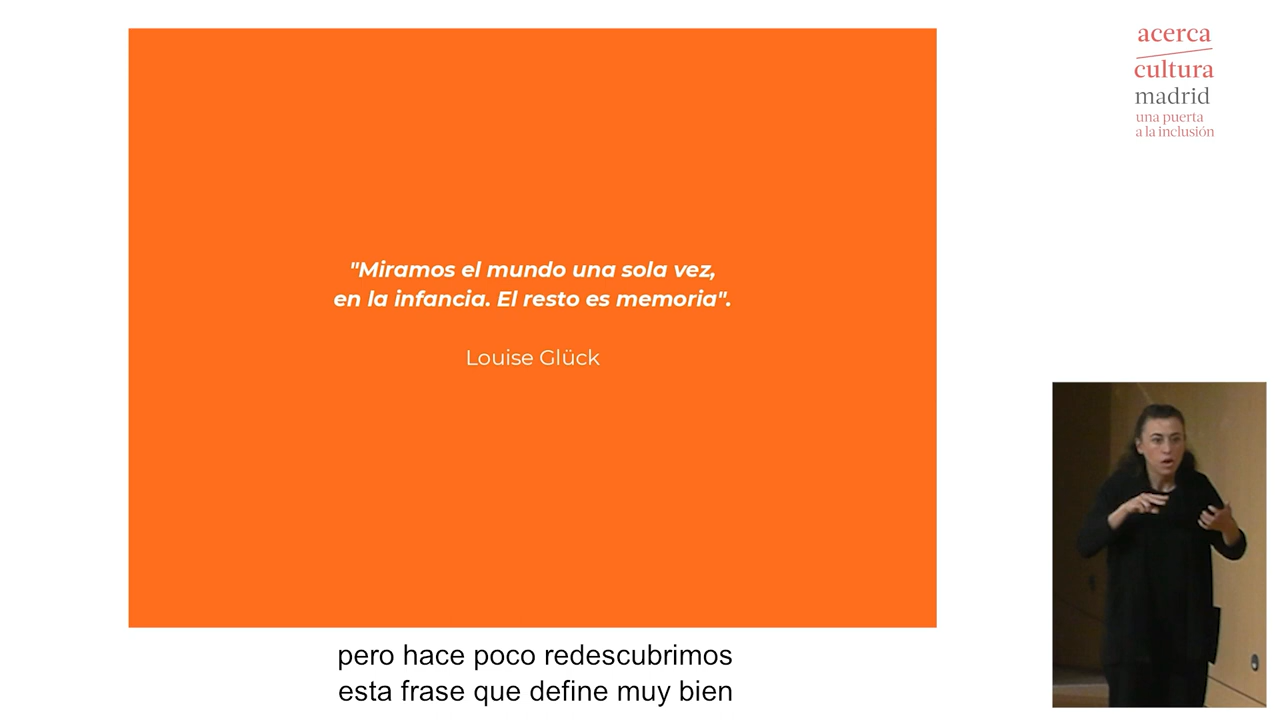 acerca
cultura
madrid
una puerta
a la inclusión
"Miramos el mundo una sola vez,
en la infancia. El resto es memoria".
Louise Glück
pero hace poco redescubrimos
esta frase que define muy bien